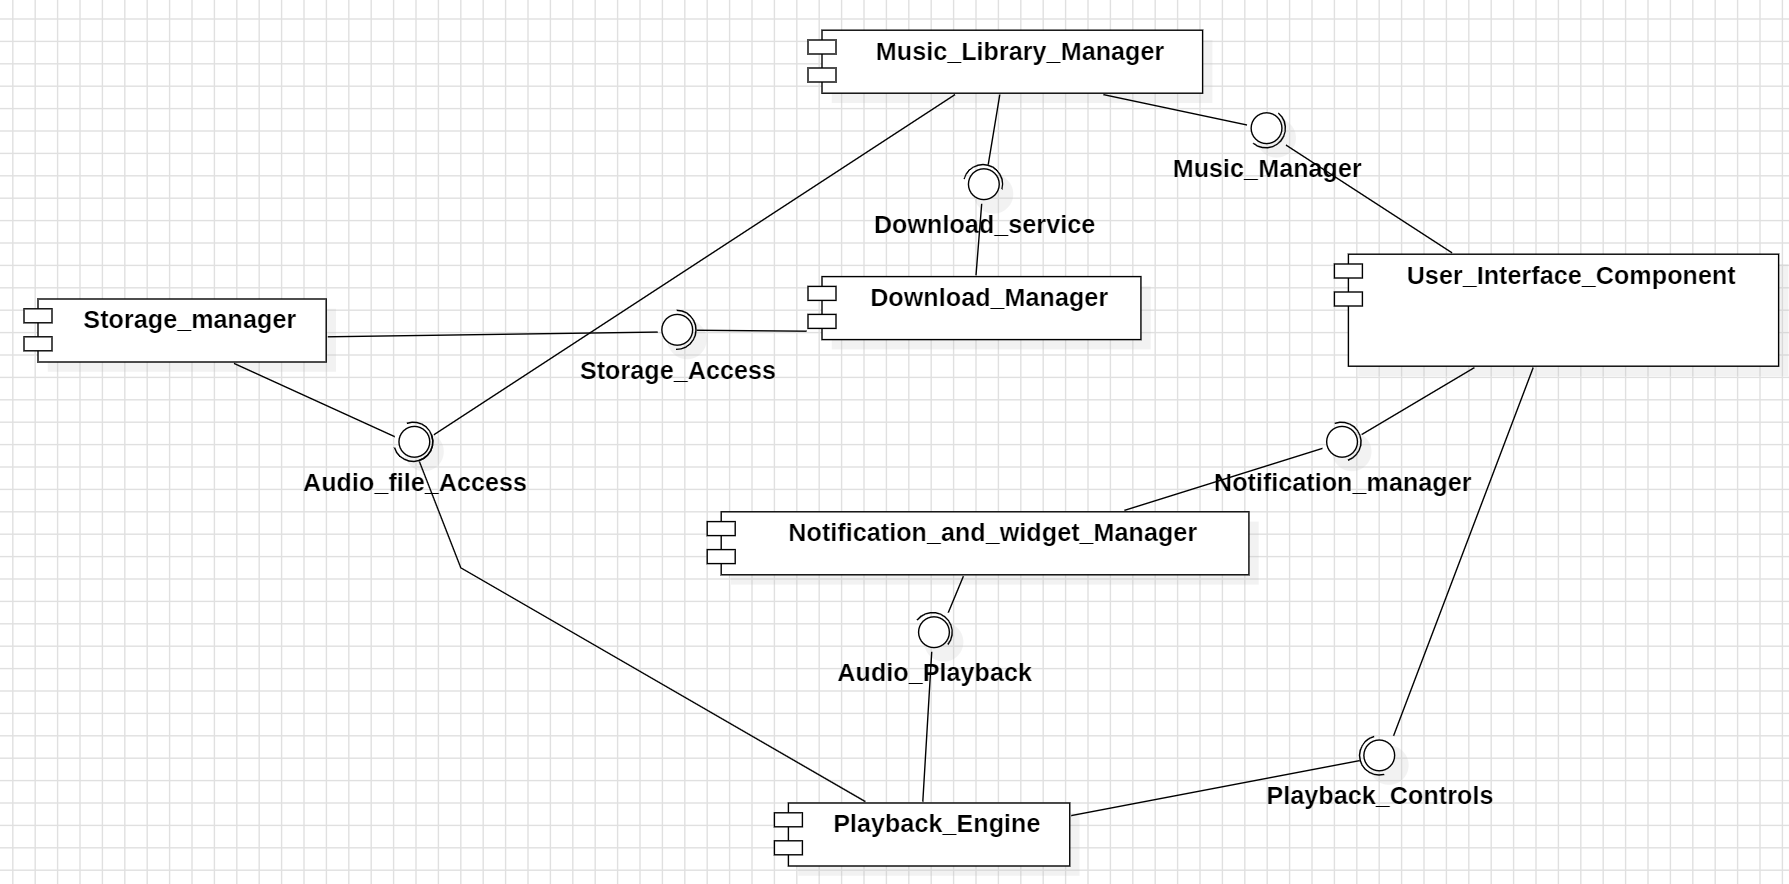 Music_Library_Manager
Music_Manager
Download_service
User_Interface_Component
Download_Manager
Storage_manager
Storage_Access
Audio_file_Access
Notification_manager
Notification_and_widget_Manager
Audio_Playback
Playback_Controls
Playback_Engine